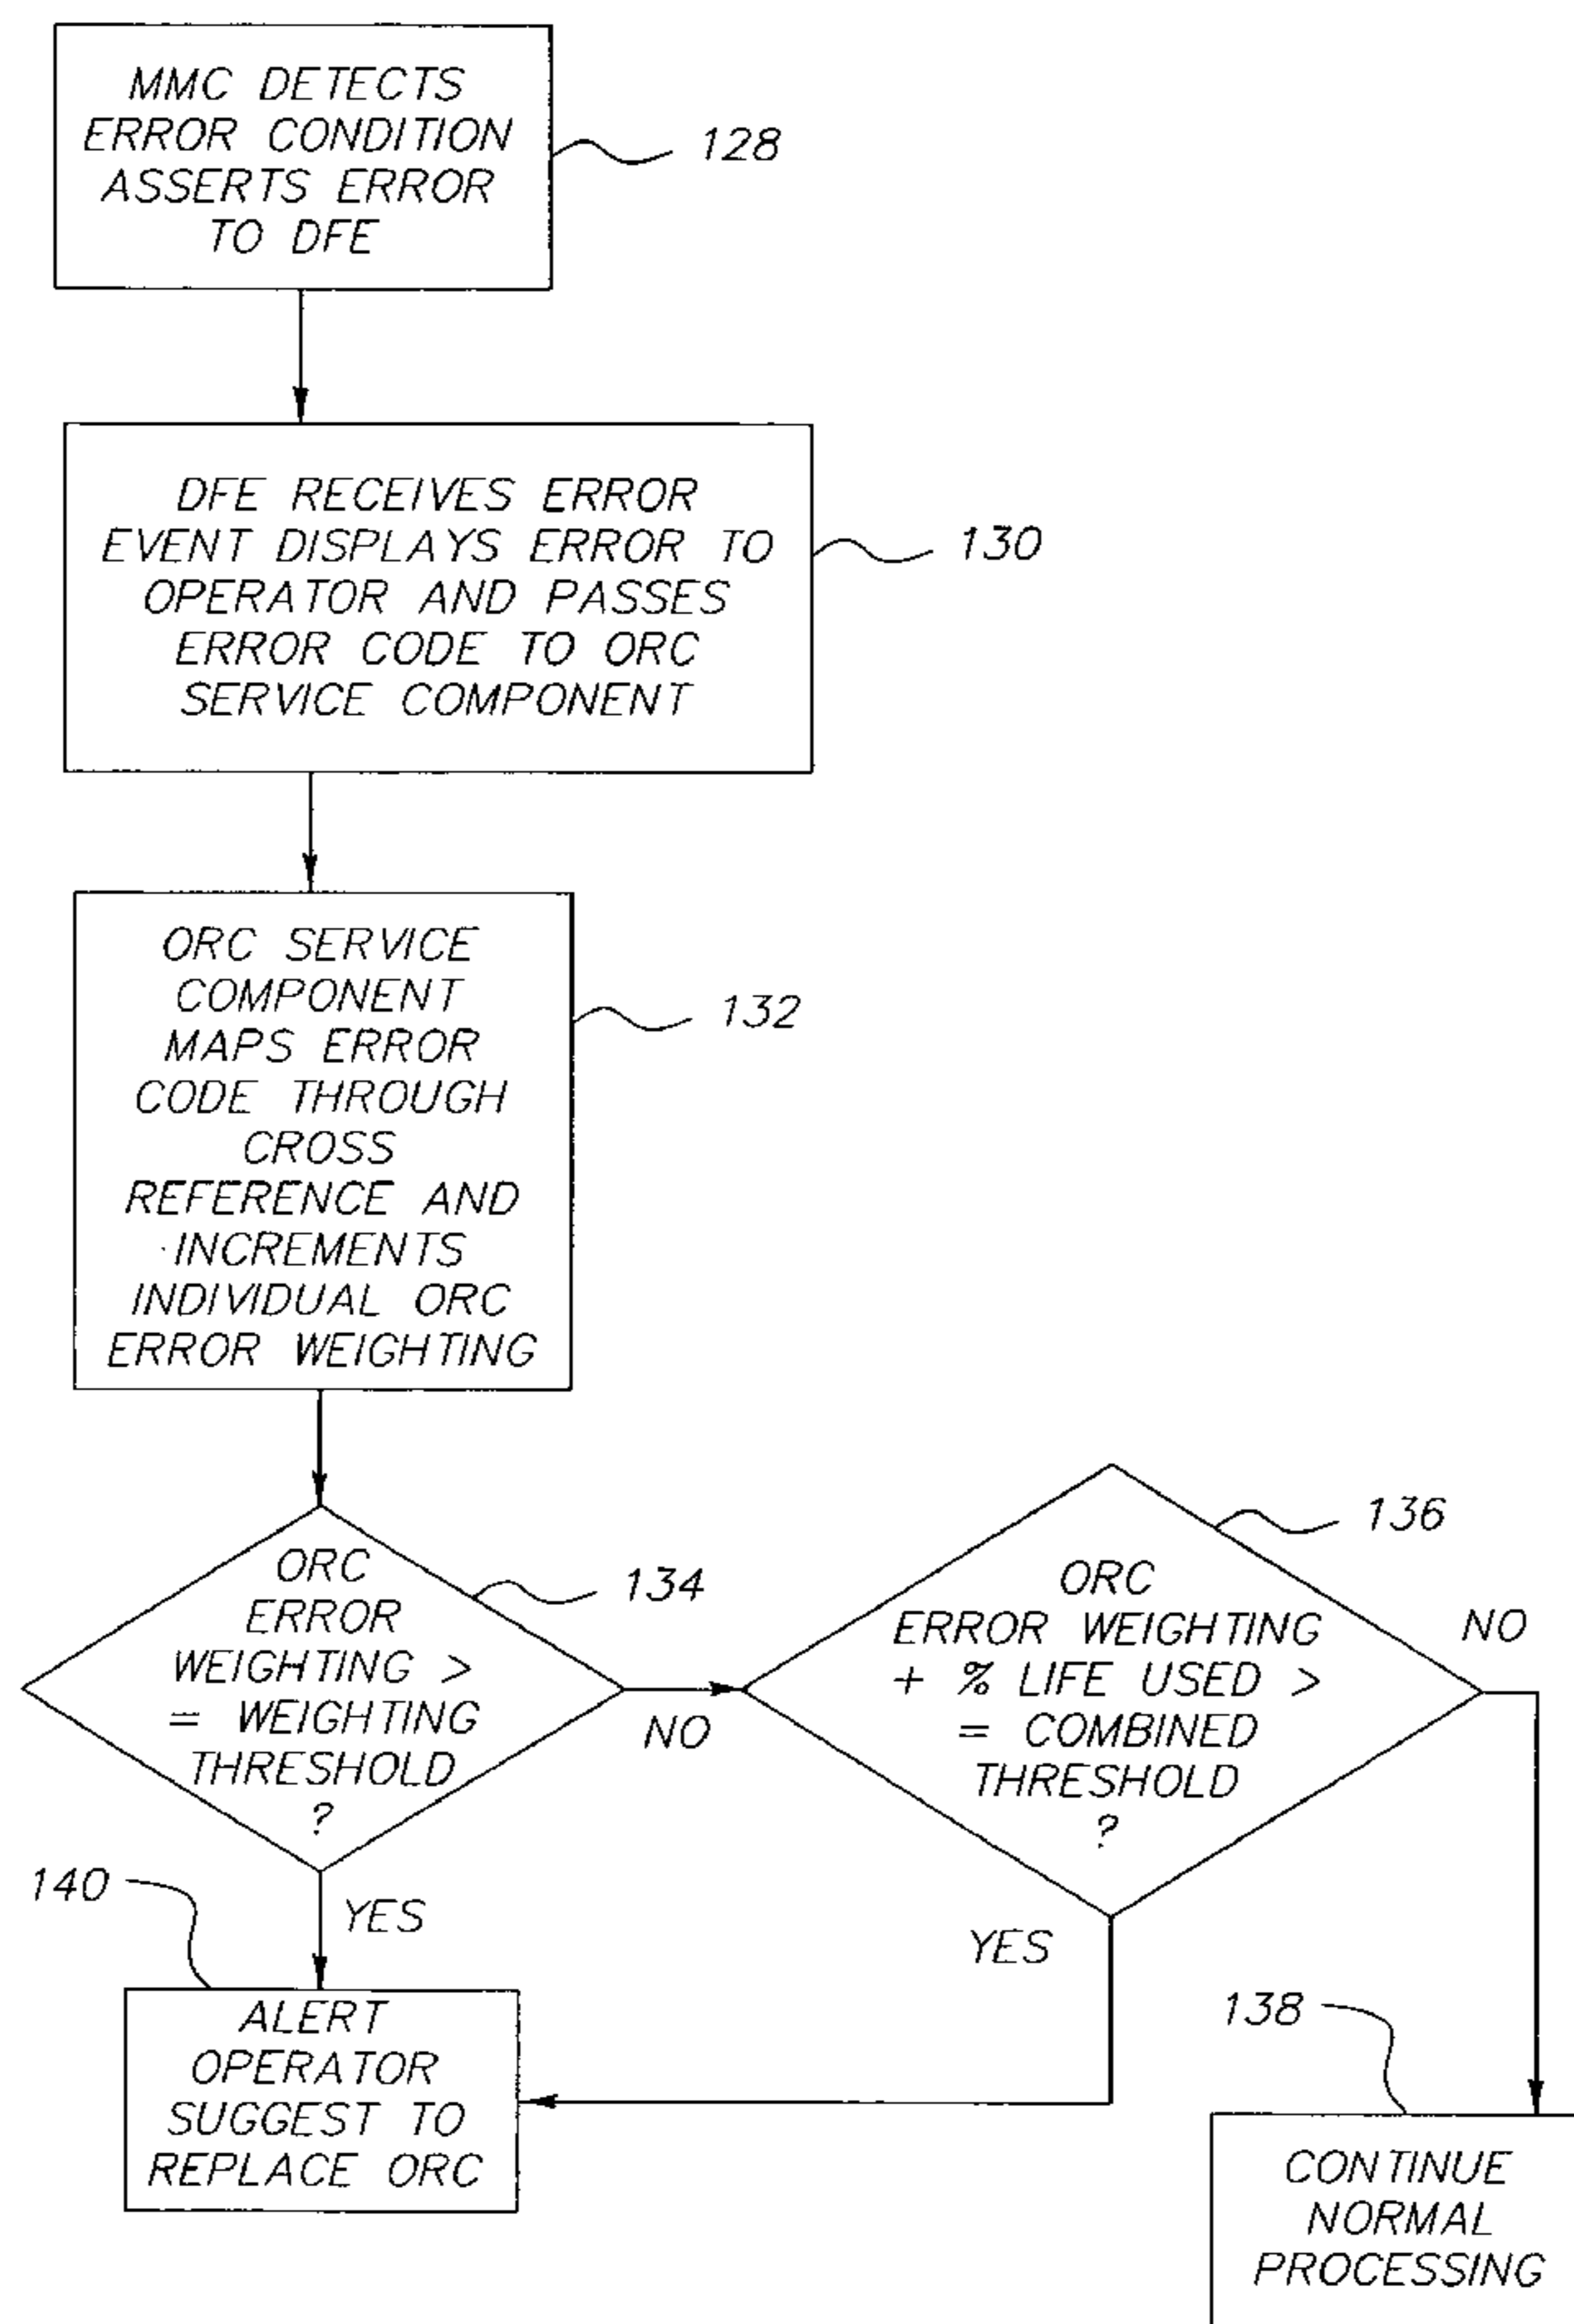 MMC DETECTS
ERROR CONDITION
ASSERTS ERROR
TO DFE
128
DFE RECEIVES ERROR
EVENT DISPLAYS ERROR TO
OPERATOR AND PASSES
ERROR CODE TO ORC
SERVICE COMPONENT
130
ORC SERVICE
COMPONENT
MAPS ERROR
CODE THROUGH
CROSS
REFERENCE AND
INCREMENTS
INDIVIDUAL ORC
ERROR WEIGHTING
132
ORC
ERROR
WEIGHTING >
= WEIGHTING
THRESHOLD
?
134
NO
YES
ORC
ERROR WEIGHTING
+ % LIFE USED >
= COMBINED
THRESHOLD
?
136
NO
YES
140
ALERT
OPERATOR
SUGGEST TO
REPLACE ORC
138
CONTINUE
NORMAL
PROCESSING